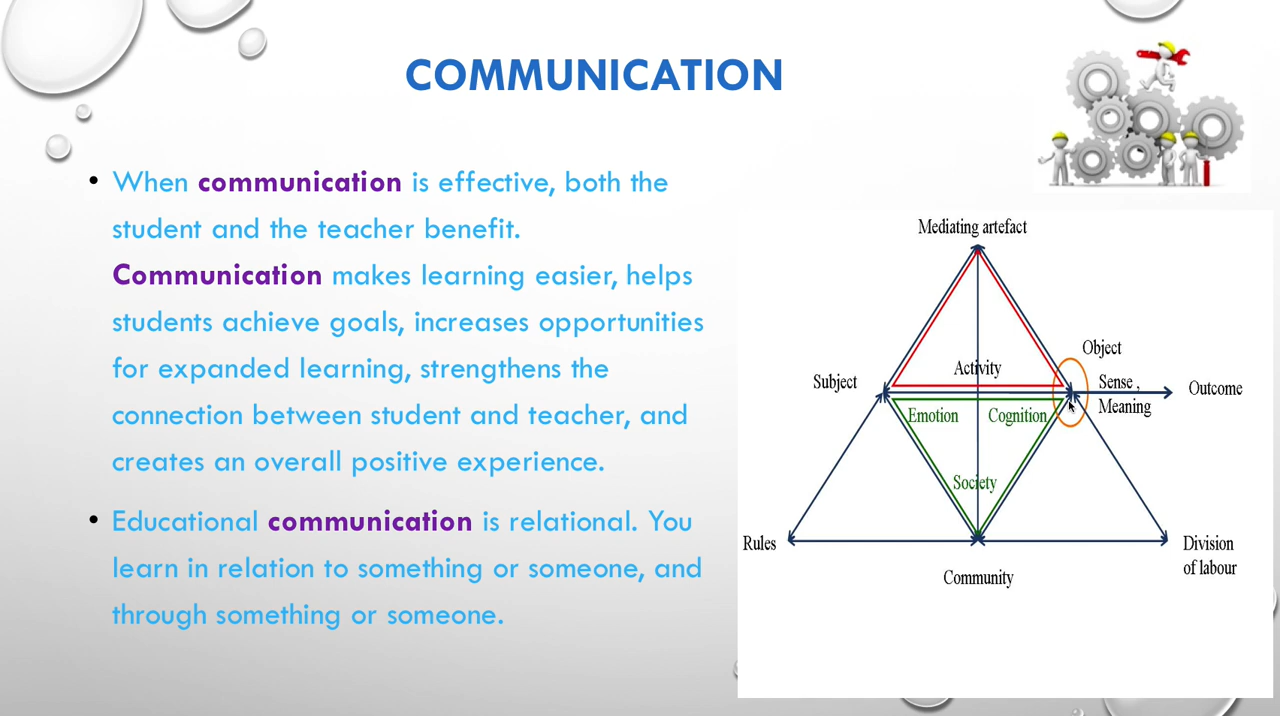 COMMUNICATION
• When communication is effective, both the
student and the teacher benefit.
Communication makes learning easier, helps
students achieve goals, increases opportunities
for expanded learning, strengthens the
connection between student and teacher, and
creates an overall positive experience.
• Educational communication is relational. You
learn in relation to something or someone, and
through something or someone.
Mediating artefact
Object
Activity
Subject
Sense ,
Meaning
Outcome
Emotion
Cognition
Society
Rules
Community
Division
of labour